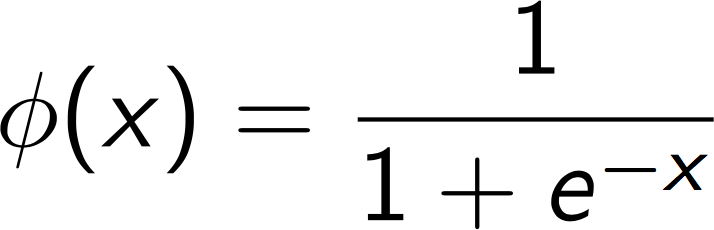 ϕ(x) = 1 / (1 + e^{−x})